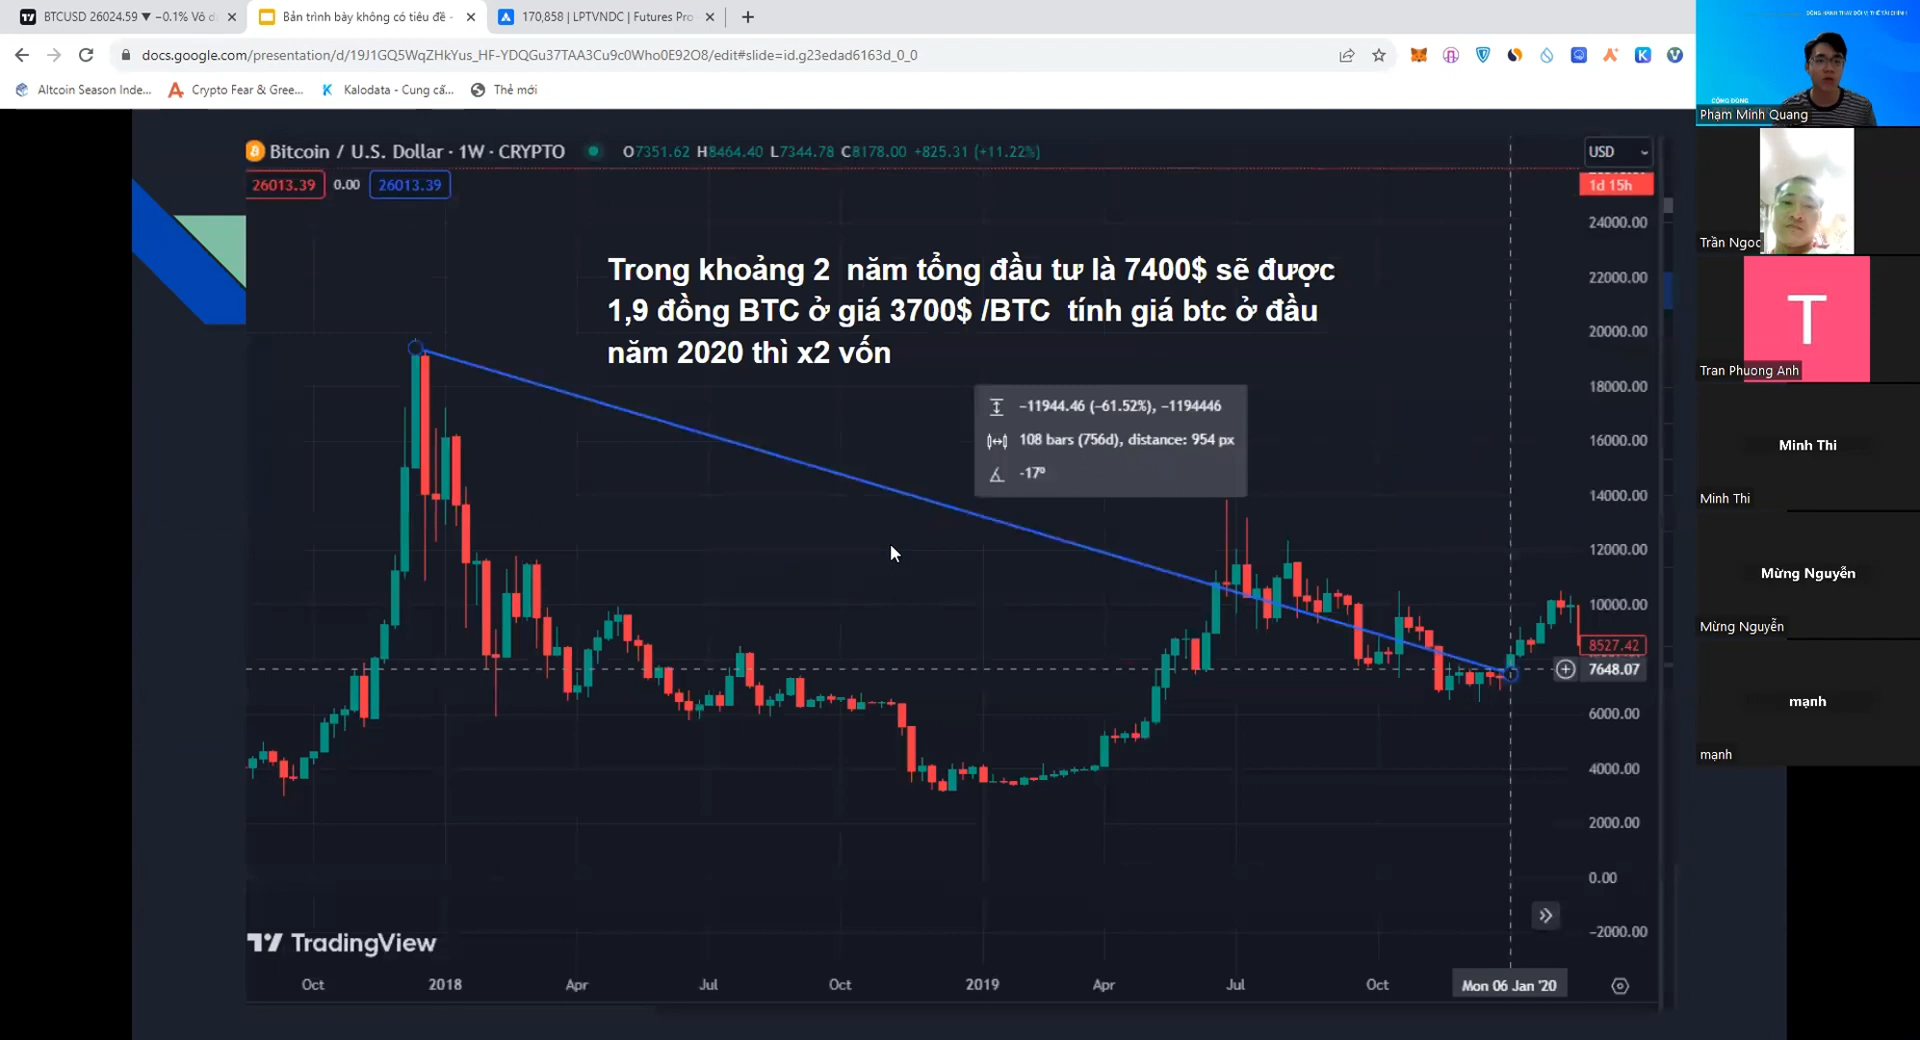 BTCUSD 26024.59 ▼ −0.1% Vô d
Bản trình bày không có tiêu đề -
170,858 | LPTVNDC | Futures Pro
docs.google.com/presentation/d/19J1GQ5WqZHkYus_HF-YDQGu37TAA3Cu9c0Who0E92O8/edit#slide=id.g23edad6163d_0_0
Altcoin Season Inde...
Crypto Fear & Gree...
Kalodata - Cung cấ...
Thẻ mới
Bitcoin / U.S. Dollar · 1W · CRYPTO
O7351.62 H8464.40 L7344.78 C8178.00 +825.31 (+11.22%)
USD
26013.39 0.00 26013.39
1d 15h
Trong khoảng 2 năm tổng đầu tư là 7400$ sẽ được
1,9 đồng BTC ở giá 3700$ /BTC tính giá btc ở đầu
năm 2020 thì x2 vốn
−11944.46 (−61.52%), −1194446
108 bars (756d), distance: 954 px
-17º
24000.00
22000.00
20000.00
18000.00
16000.00
14000.00
12000.00
10000.00
8527.42
7648.07
6000.00
4000.00
2000.00
0.00
−2000.00
TradingView
Oct
2018
Apr
Jul
Oct
2019
Apr
Jul
Oct
Mon 06 Jan '20
CỘNG ĐỒNG
Phạm Minh Quang
Trần Ngọc
T
Tran Phuong Anh
Minh Thi
Minh Thi
Mừng Nguyễn
Mừng Nguyễn
mạnh
mạnh